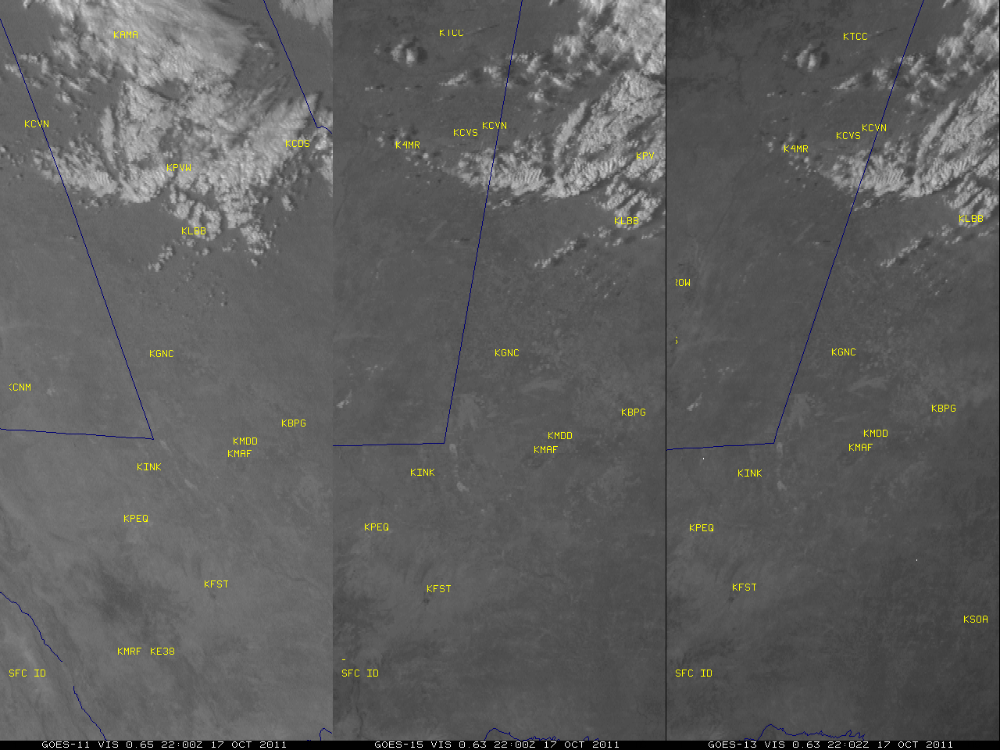 KAMA
KCVN
KCDS
KPVW
KLBB
KGNC
KCNM
KBPG
KMDD
KMAF
KINK
KPEQ
KFST
KMRF KE38
SFC ID
GOES-11 VIS 0.65 22:00Z 17 OCT 2011
KTCC
KCVN
KCVS
K4MR
KPV
KLBB
KGNC
KBPG
KMDD
KMAF
KINK
KPEQ
KFST
SFC ID
GOES-15 VIS 0.63 22:00Z 17 OCT 2011
KTCC
KCVN
KCVS
K4MR
KLBB
ROW
KGNC
KBPG
KMDD
KMAF
KINK
KPEQ
KFST
KSOA
SFC ID
GOES-13 VIS 0.63 22:02Z 17 OCT 2011